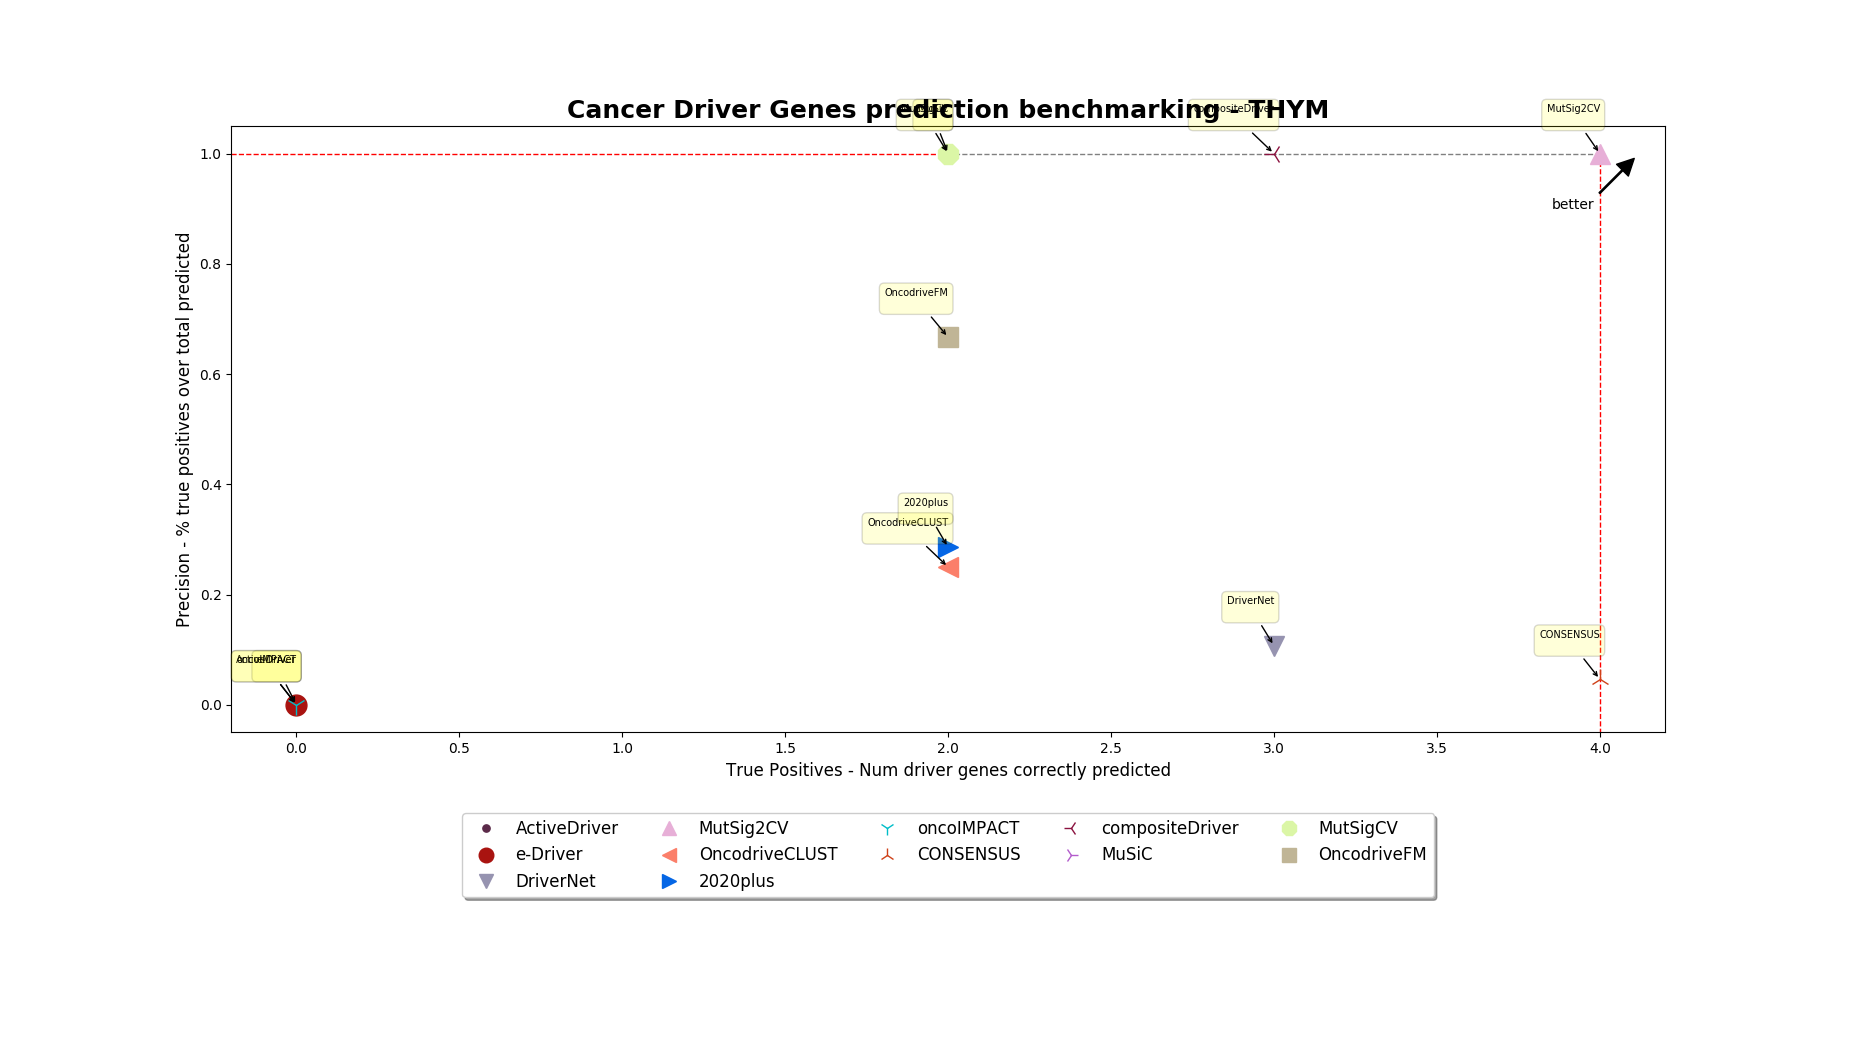 Cancer Driver Genes prediction benchmarking - THYM
compositeDriver
MutSig2CV
1.0
better
0.8
OncodriveFM
0.6
0.4
2020plus
OncodriveCLUST
0.2
DriverNet
CONSENSUS
ActiveDriver
oncoIMPACT
0.0
0.0 0.5 1.0 1.5 2.0 2.5 3.0 3.5 4.0
Precision - % true positives over total predicted
True Positives - Num driver genes correctly predicted
ActiveDriver MutSig2CV oncoIMPACT compositeDriver MutSigCV
e-Driver OncodriveCLUST CONSENSUS MuSiC OncodriveFM
DriverNet 2020plus